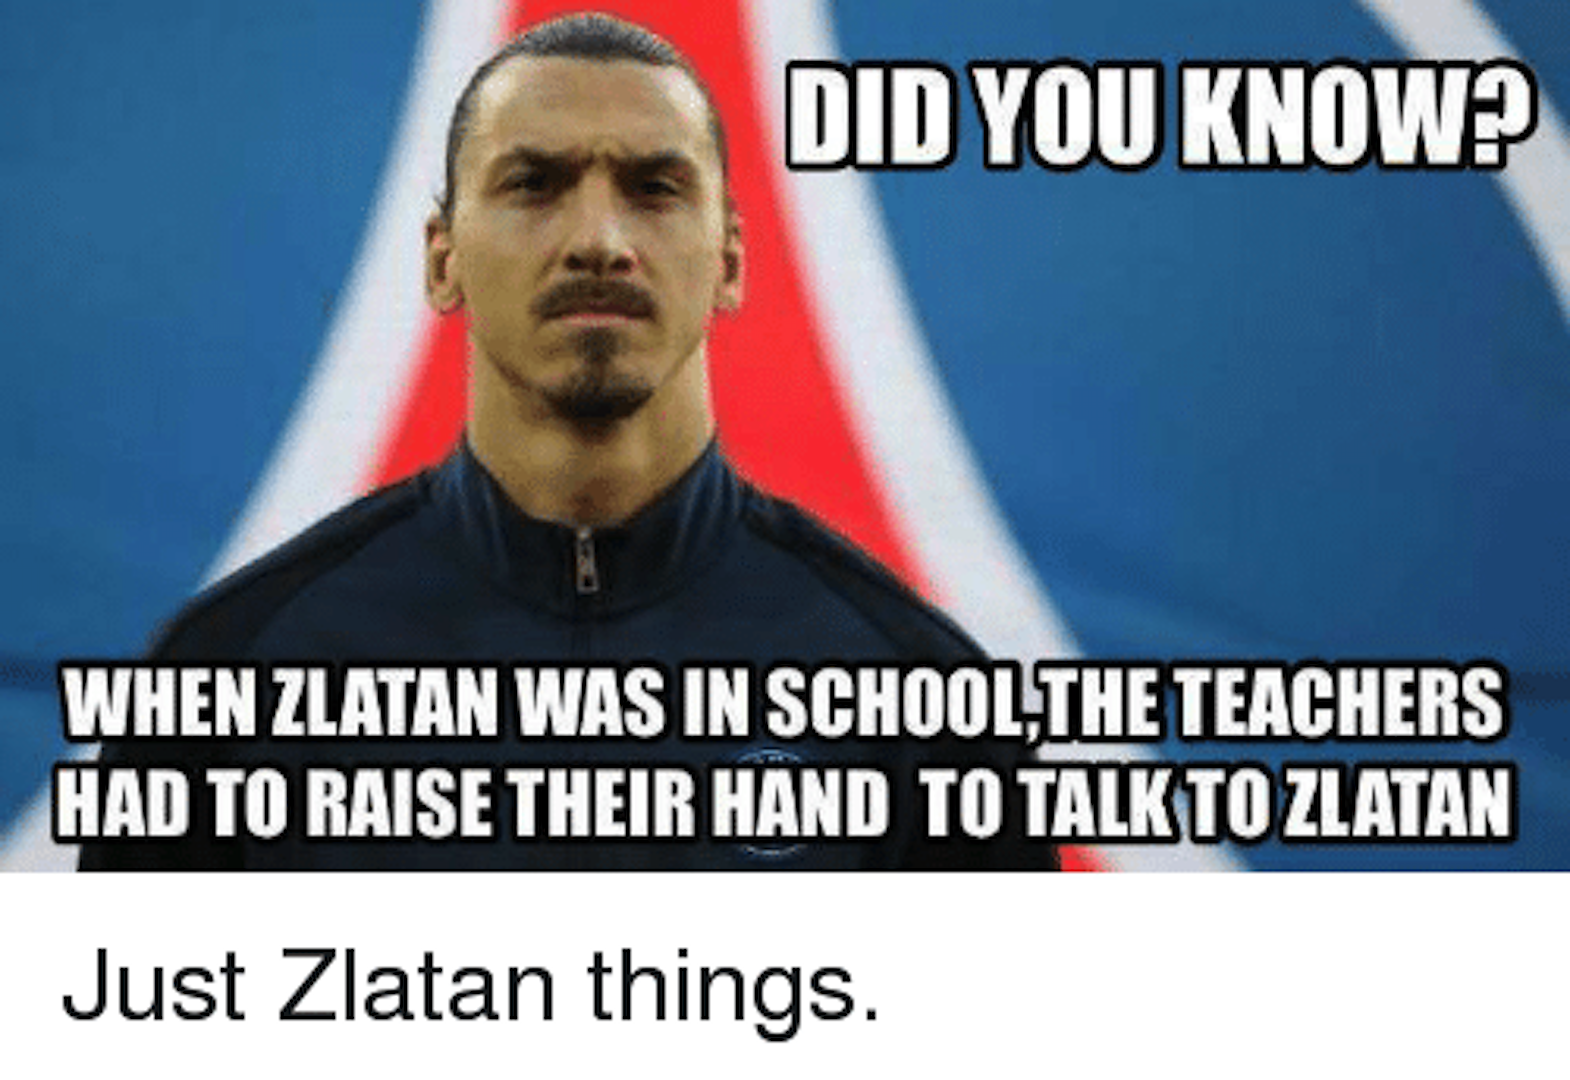 DID YOU KNOW?
WHEN ZLATAN WAS IN SCHOOL,THE TEACHERS
HAD TO RAISE THEIR HAND TO TALK TO ZLATAN
Just Zlatan things.